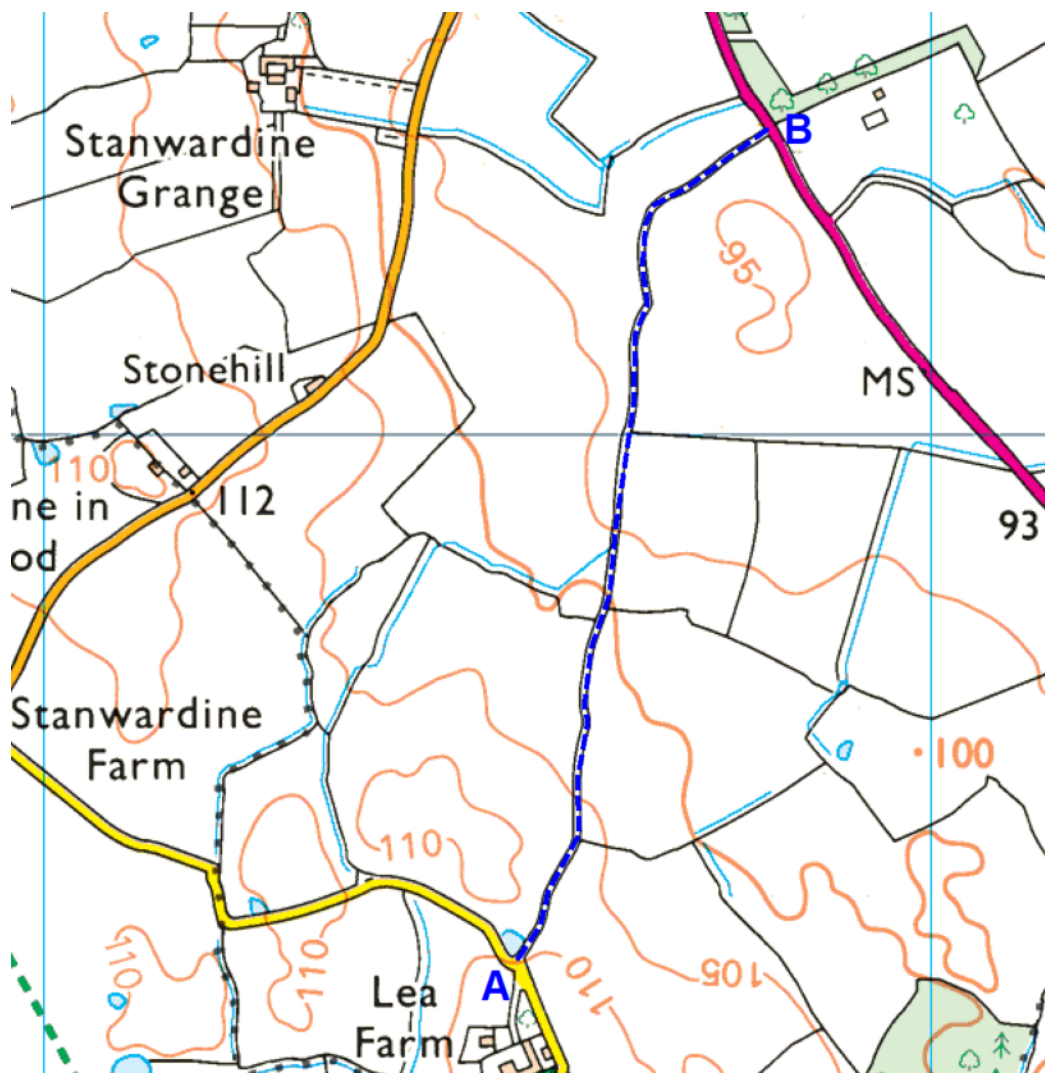 B
Stanwardine
Grange
95
Stonehill
MS
110
112
ne in
od
93
Stanwardine
Farm
100
110
110
110
110
105
A
Lea
Farm